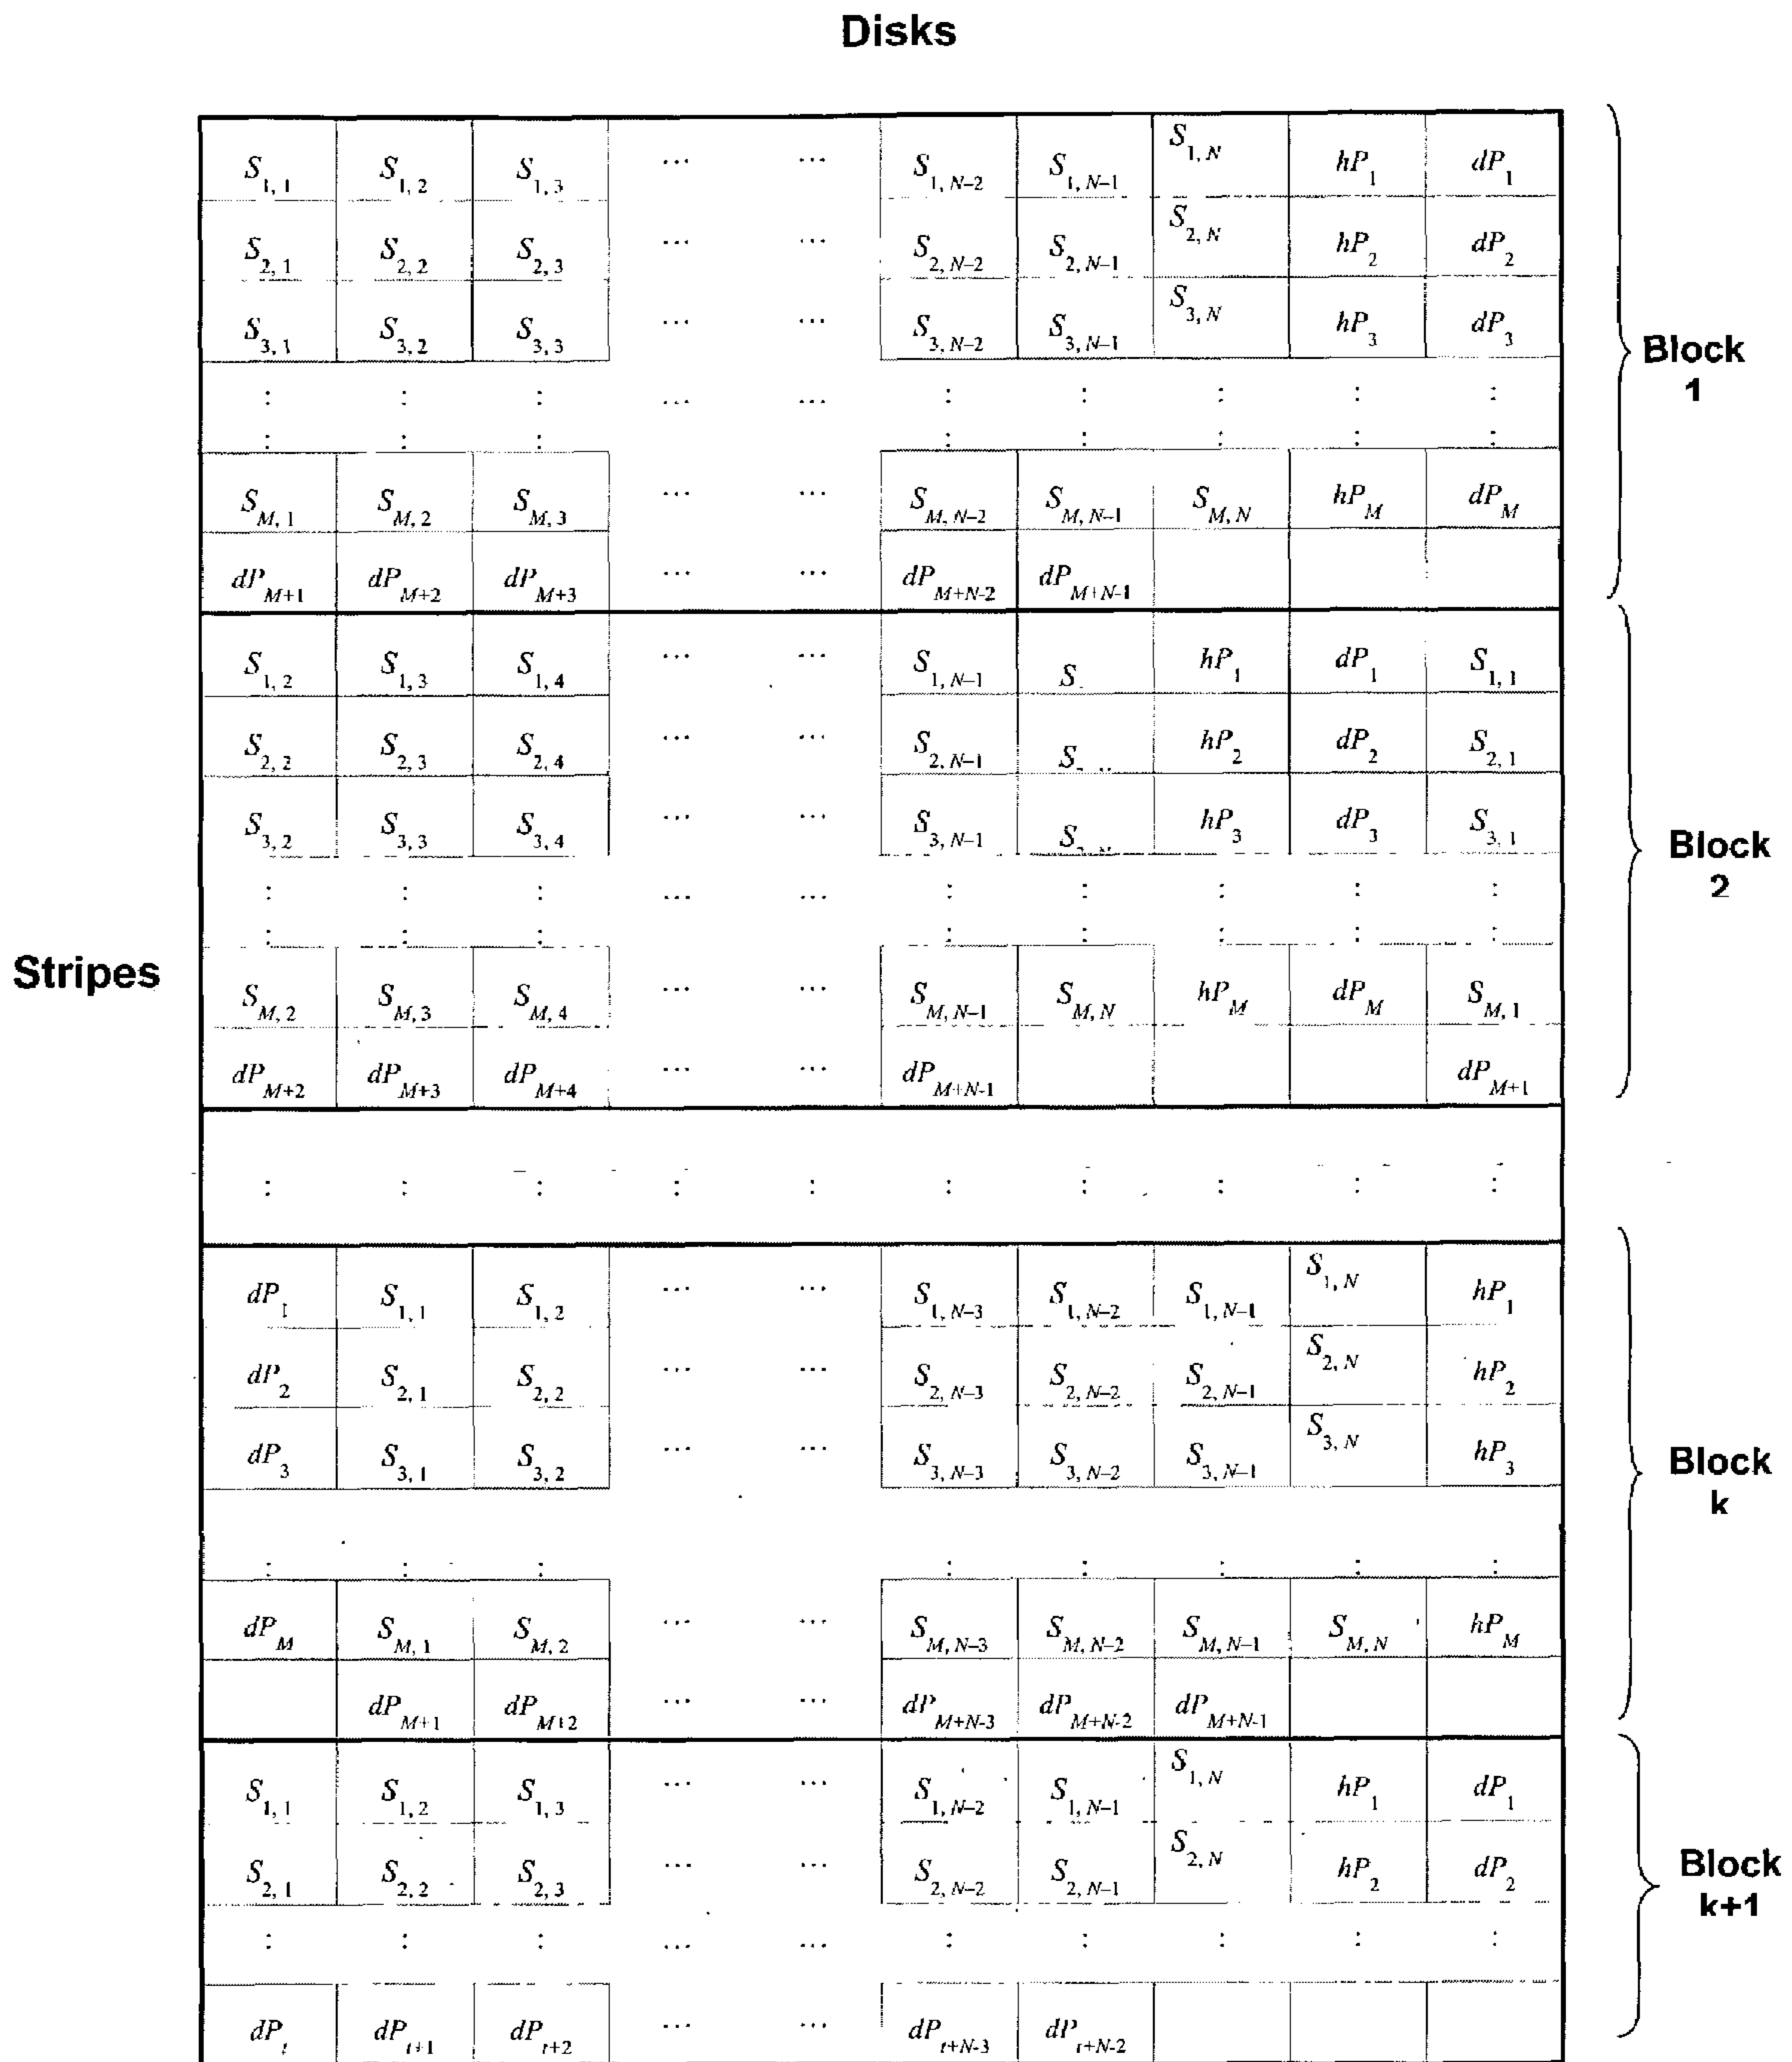 Disks
S1, 1 S1, 2 S1, 3 ... ... S1, N–2 S1, N–1 S1, N hP1 dP1
S2, 1 S2, 2 S2, 3 ... ... S2, N–2 S2, N–1 S2, N hP2 dP2
S3, 1 S3, 2 S3, 3 ... ... S3, N–2 S3, N–1 S3, N hP3 dP3
Block
1
: : : ... ... : : : : :
: : : : : : : :
SM, 1 SM, 2 SM, 3 ... ... SM, N–2 SM, N–1 SM, N hPM dPM
dPM+1 dPM+2 dPM+3 ... ... dPM+N-2 dPM+N-1
S1, 2 S1, 3 S1, 4 ... ... S1, N–1 S hP1 dP1 S1, 1
S2, 2 S2, 3 S2, 4 ... ... S2, N–1 S hP2 dP2 S2, 1
S3, 2 S3, 3 S3, 4 ... ... S3, N–1 S hP3 dP3 S3, 1
Block
2
: : : ... ... : : : : :
: : : : : : : :
Stripes
SM, 2 SM, 3 SM, 4 ... ... SM, N–1 SM, N hPM dPM SM, 1
dPM+2 dPM+3 dPM+4 ... ... dPM+N-1 dPM+1
: : : : : : : : : :
dP1 S1, 1 S1, 2 ... ... S1, N–3 S1, N–2 S1, N–1 S1, N hP1
dP2 S2, 1 S2, 2 ... ... S2, N–3 S2, N–2 S2, N–1 S2, N hP2
dP3 S3, 1 S3, 2 ... ... S3, N–3 S3, N–2 S3, N–1 S3, N hP3
Block
k
: : : : : : : :
dPM SM, 1 SM, 2 ... ... SM, N–3 SM, N–2 SM, N–1 SM, N hPM
dPM+1 dPM+2 ... ... dPM+N-3 dPM+N-2 dPM+N-1
S1, 1 S1, 2 S1, 3 ... ... S1, N–2 S1, N–1 S1, N hP1 dP1
S2, 1 S2, 2 S2, 3 ... ... S2, N–2 S2, N–1 S2, N hP2 dP2
Block
k+1
: : : ... ... : : : : :
dPt dPt+1 dPt+2 ... ... dPt+N-3 dPt+N-2